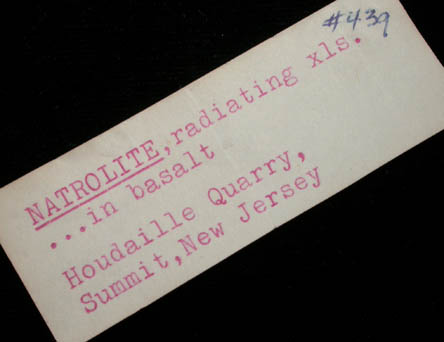 #439
NATROLITE, radiating xls.
...in basalt
Houdaille Quarry,
Summit, New Jersey